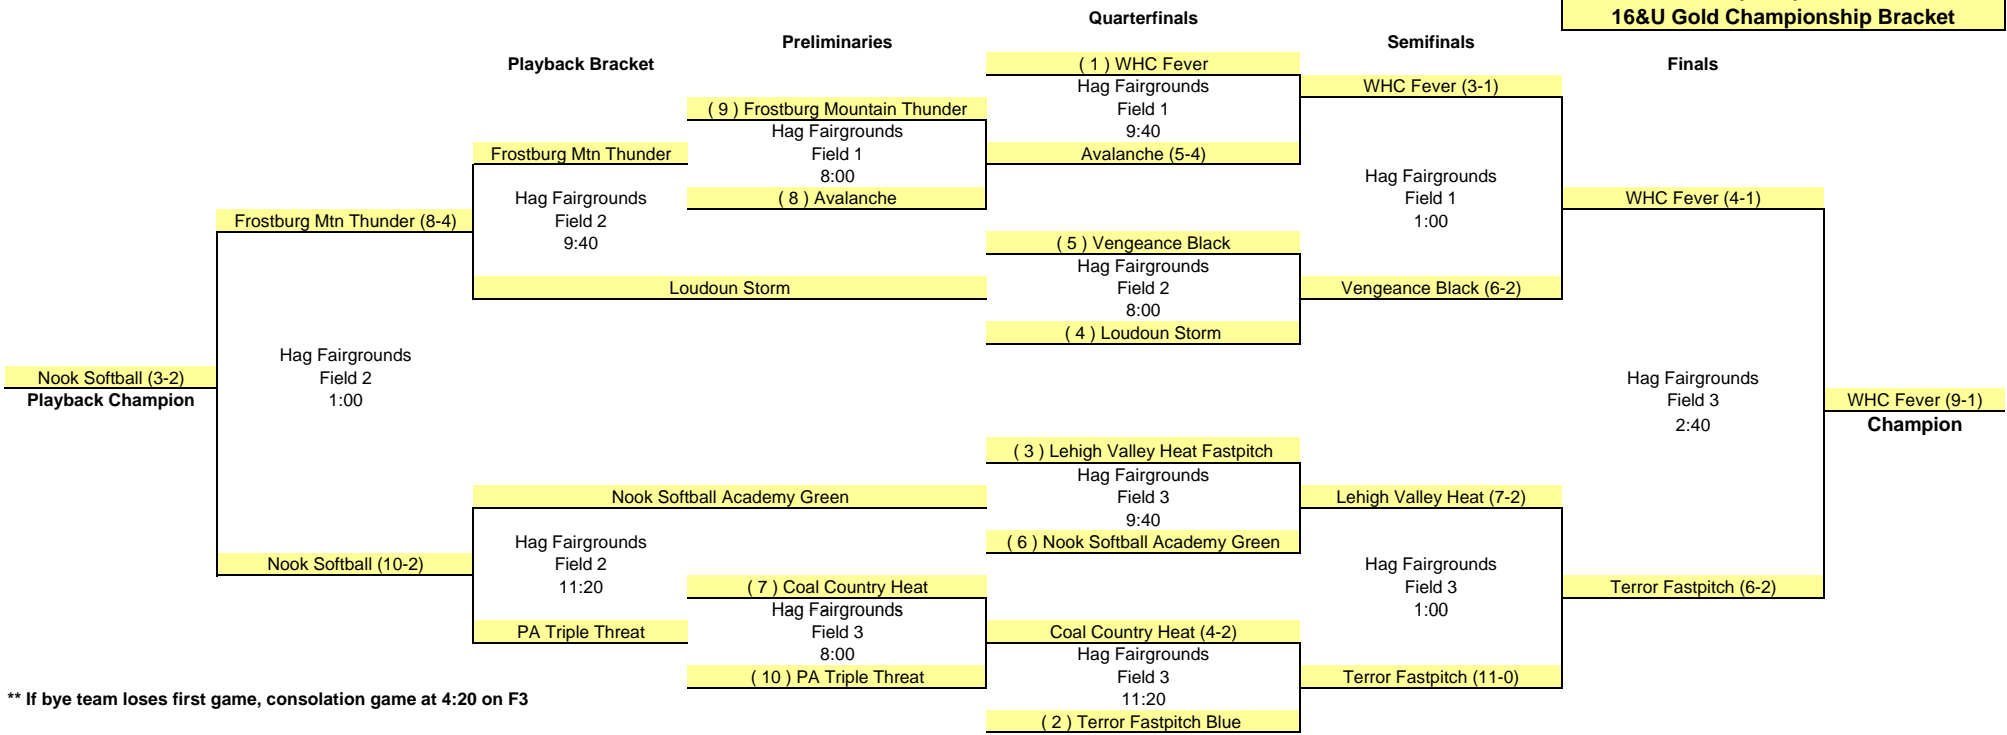 16&U Gold Championship Bracket
Quarterfinals
Preliminaries
Semifinals
Playback Bracket
( 1 ) WHC Fever
Finals
Hag Fairgrounds
WHC Fever (3-1)
( 9 ) Frostburg Mountain Thunder
Field 1
Hag Fairgrounds
9:40
Frostburg Mtn Thunder
Field 1
Avalanche (5-4)
8:00
Hag Fairgrounds
Hag Fairgrounds
( 8 ) Avalanche
Field 1
WHC Fever (4-1)
Frostburg Mtn Thunder (8-4)
Field 2
1:00
9:40
( 5 ) Vengeance Black
Hag Fairgrounds
Loudoun Storm
Field 2
Vengeance Black (6-2)
8:00
( 4 ) Loudoun Storm
Hag Fairgrounds
Nook Softball (3-2)
Field 2
Hag Fairgrounds
Playback Champion
1:00
Field 3
WHC Fever (9-1)
2:40
Champion
( 3 ) Lehigh Valley Heat Fastpitch
Hag Fairgrounds
Nook Softball Academy Green
Field 3
Lehigh Valley Heat (7-2)
9:40
Hag Fairgrounds
( 6 ) Nook Softball Academy Green
Nook Softball (10-2)
Field 2
Hag Fairgrounds
11:20
( 7 ) Coal Country Heat
Field 3
Terror Fastpitch (6-2)
Hag Fairgrounds
1:00
PA Triple Threat
Field 3
Coal Country Heat (4-2)
8:00
Hag Fairgrounds
( 10 ) PA Triple Threat
Field 3
Terror Fastpitch (11-0)
** If bye team loses first game, consolation game at 4:20 on F3
11:20
( 2 ) Terror Fastpitch Blue